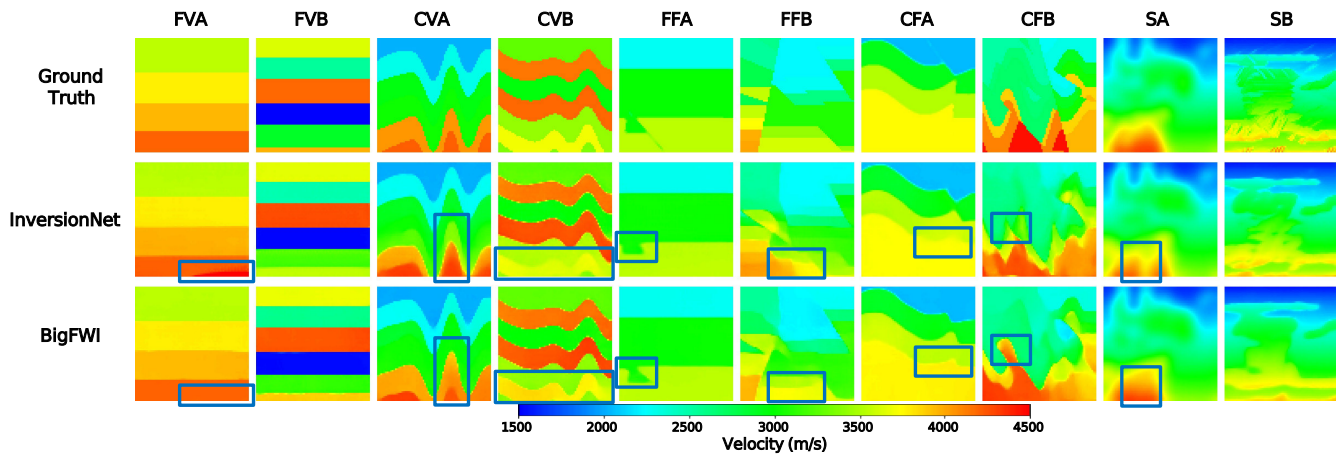 FVA FVB CVA CVB FFA FFB CFA CFB SA SB
Ground
Truth
InversionNet
BigFWI
1500 2000 2500 3000 3500 4000 4500
Velocity (m/s)